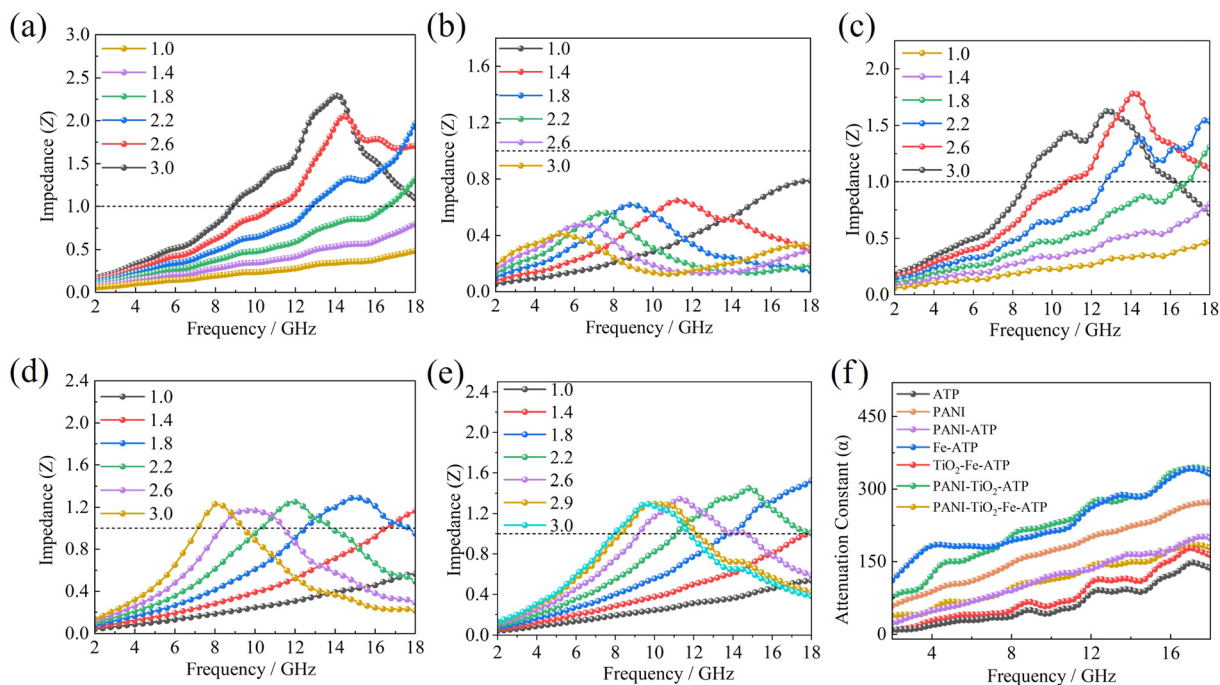 (a)
3.0
2.5
2.0
1.5
1.0
0.5
0.0
Impedance (Z)
1.0
1.4
1.8
2.2
2.6
3.0
2 4 6 8 10 12 14 16 18
Frequency / GHz
(b)
1.6
1.2
0.8
0.4
0.0
Impedance (Z)
1.0
1.4
1.8
2.2
2.6
3.0
2 4 6 8 10 12 14 16 18
Frequency / GHz
(c)
2.0
1.5
1.0
0.5
0.0
Impedance (Z)
1.0
1.4
1.8
2.2
2.6
3.0
2 4 6 8 10 12 14 16 18
Frequency / GHz
(d)
2.4
2.0
1.6
1.2
0.8
0.4
0.0
Impedance (Z)
1.0
1.4
1.8
2.2
2.6
3.0
2 4 6 8 10 12 14 16 18
Frequency / GHz
(e)
2.4
2.0
1.6
1.2
0.8
0.4
0.0
Impedance (Z)
1.0
1.4
1.8
2.2
2.6
2.9
3.0
2 4 6 8 10 12 14 16 18
Frequency / GHz
(f)
450
300
150
0
Attenuation Constant (α)
ATP
PANI
PANI-ATP
Fe-ATP
TiO₂-Fe-ATP
PANI-TiO₂-ATP
PANI-TiO₂-Fe-ATP
4 8 12 16
Frequency / GHz